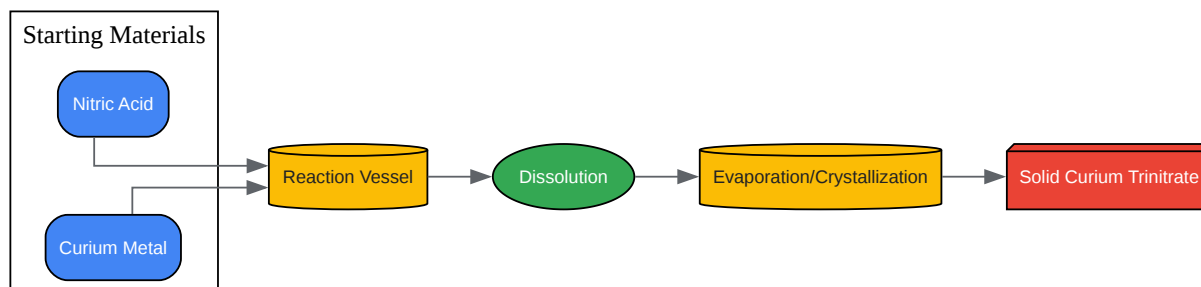 Starting Materials
Nitric Acid
Curium Metal
Reaction Vessel
Dissolution
Evaporation/Crystallization
Solid Curium Trinitrate